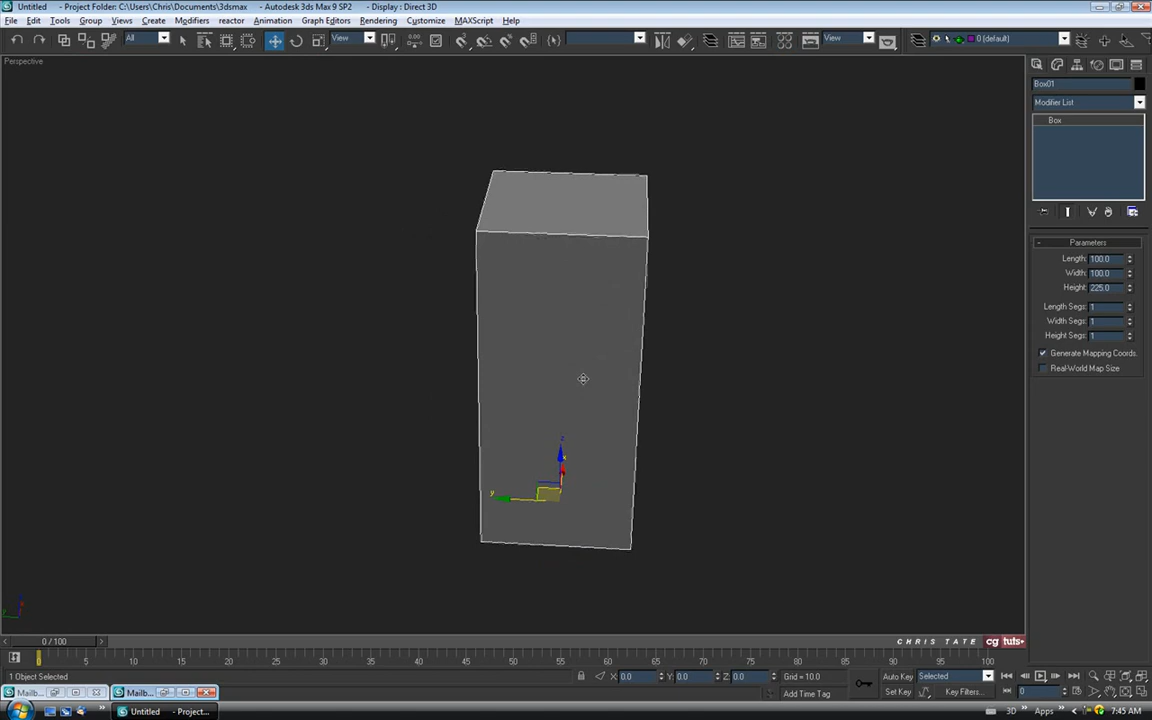 Untitled - Project Folder: C:\Users\Chris\Documents\3dsmax - Autodesk 3ds Max 9 SP2 - Display : Direct 3D
File Edit Tools Group Views Create Modifiers reactor Animation Graph Editors Rendering Customize MAXScript Help
All View View 0 (default)
Perspective
Box01
Modifier List
Box
Parameters
Length: 100.0
Width: 100.0
Height: 225.0
Length Segs: 1
Width Segs: 1
Height Segs: 1
Generate Mapping Coords.
Real-World Map Size
z
x
y
0 / 100
CHRIS TATE cg tuts+
0 5 10 15 20 25 30 35 40 45 50 55 60 65 70 75 80 85 90 95 100
1 Object Selected X: 0.0 Y: 0.0 Z: 0.0 Grid = 10.0 Auto Key Selected
Mailb... Mailb... Add Time Tag Set Key Key Filters... 0
Untitled - Project... 3D Apps 7:45 AM